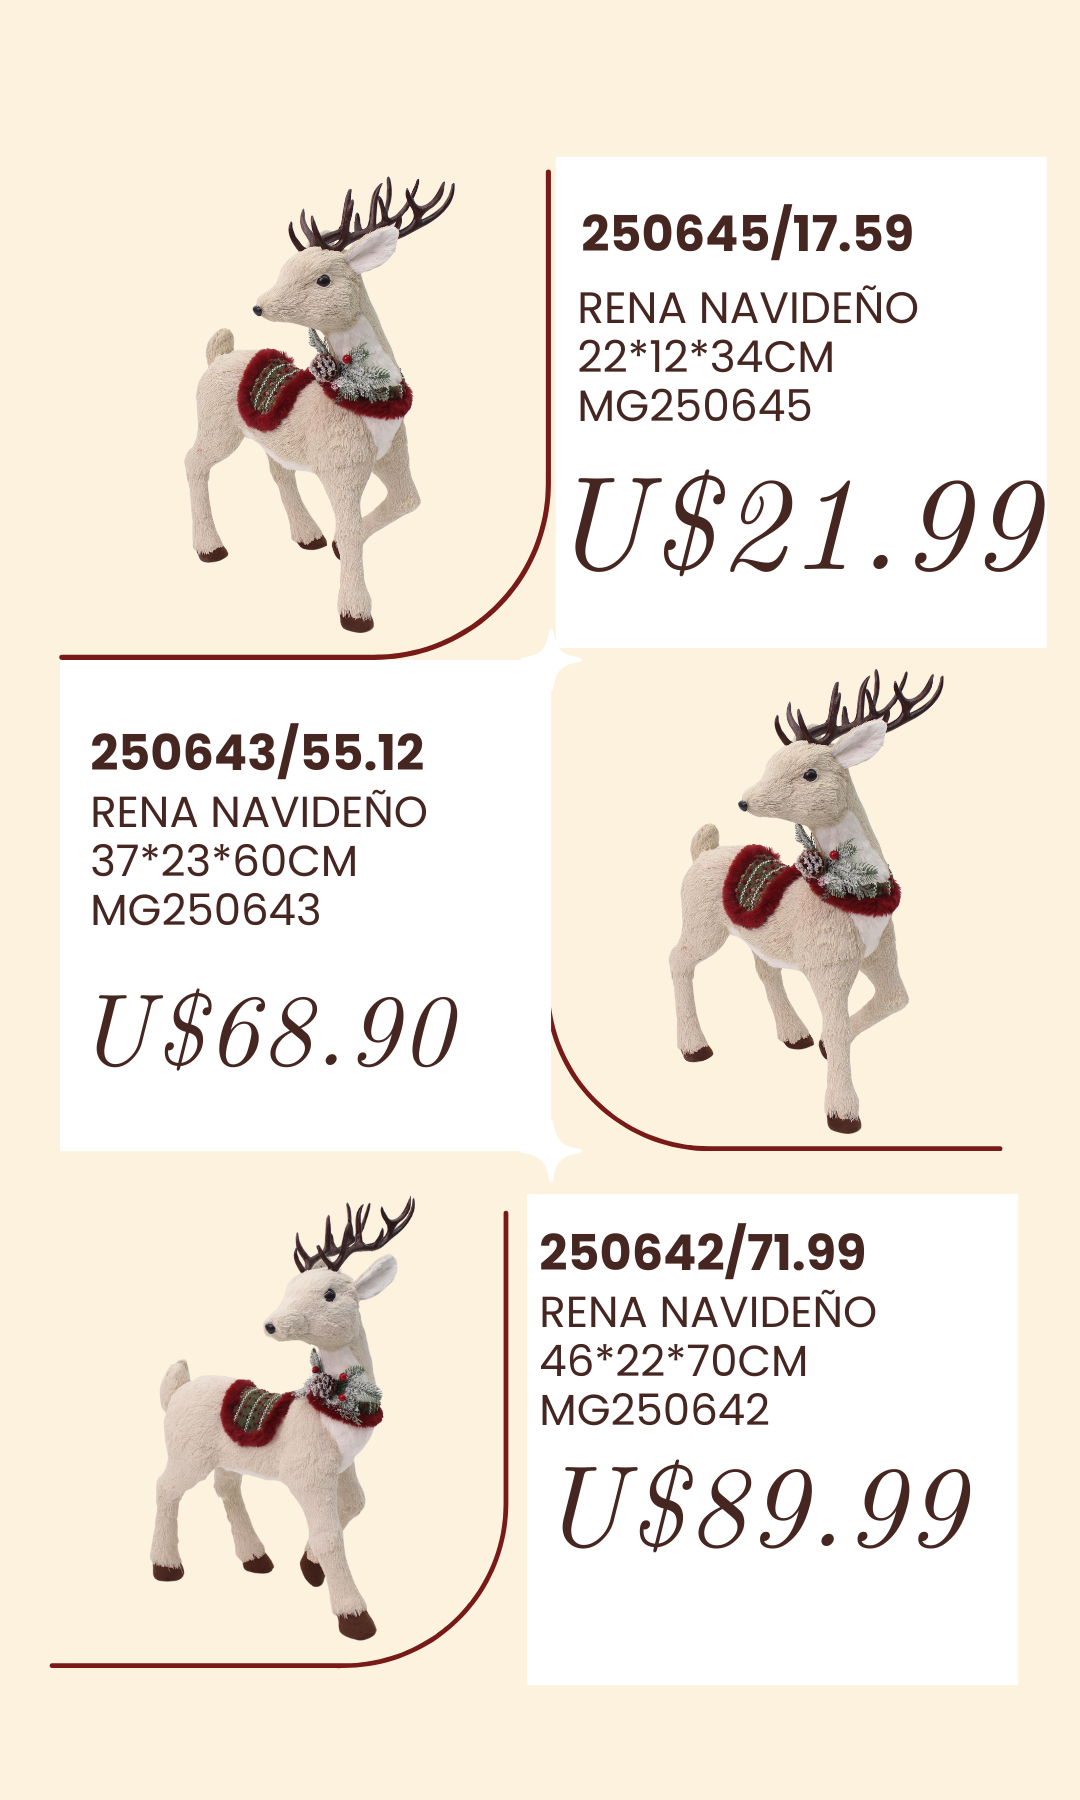 250645/17.59
RENA NAVIDEÑO
22*12*34CM
MG250645
U$21.99
250643/55.12
RENA NAVIDEÑO
37*23*60CM
MG250643
U$68.90
250642/71.99
RENA NAVIDEÑO
46*22*70CM
MG250642
U$89.99